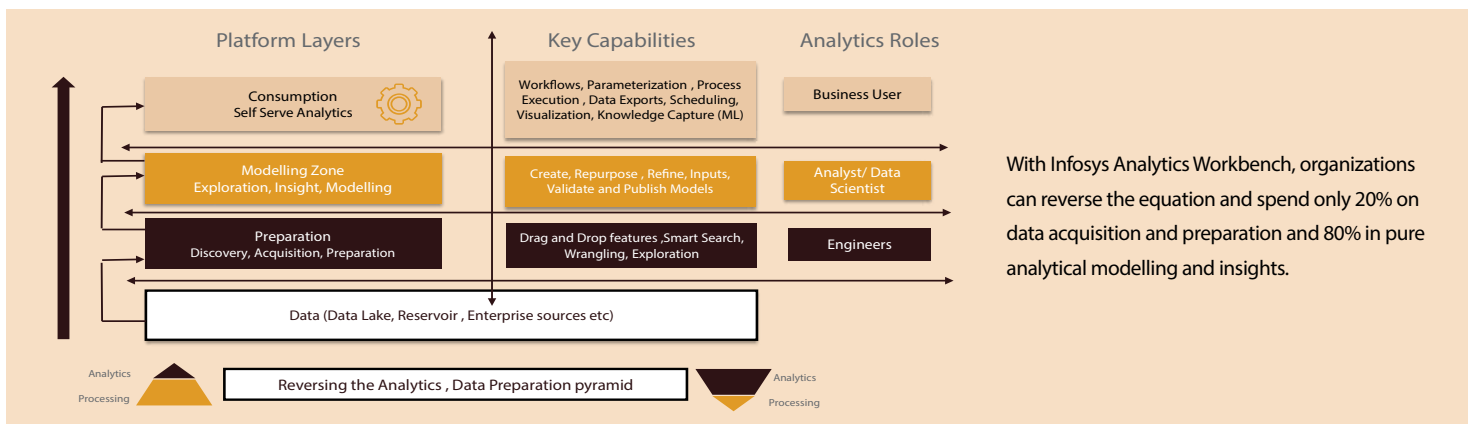 Platform Layers
Key Capabilities
Analytics Roles
Consumption
Self Serve Analytics
Workflows, Parameterization , Process
Execution , Data Exports, Scheduling,
Visualization, Knowledge Capture (ML)
Business User
Modelling Zone
Exploration, Insight, Modelling
Create, Repurpose , Refine, Inputs,
Validate and Publish Models
Analyst/ Data
Scientist
Preparation
Discovery, Acquisition, Preparation
Drag and Drop features ,Smart Search,
Wrangling, Exploration
Engineers
Data (Data Lake, Reservoir , Enterprise sources etc)
Analytics
Processing
Reversing the Analytics , Data Preparation pyramid
Analytics
Processing
With Infosys Analytics Workbench, organizations
can reverse the equation and spend only 20% on
data acquisition and preparation and 80% in pure
analytical modelling and insights.